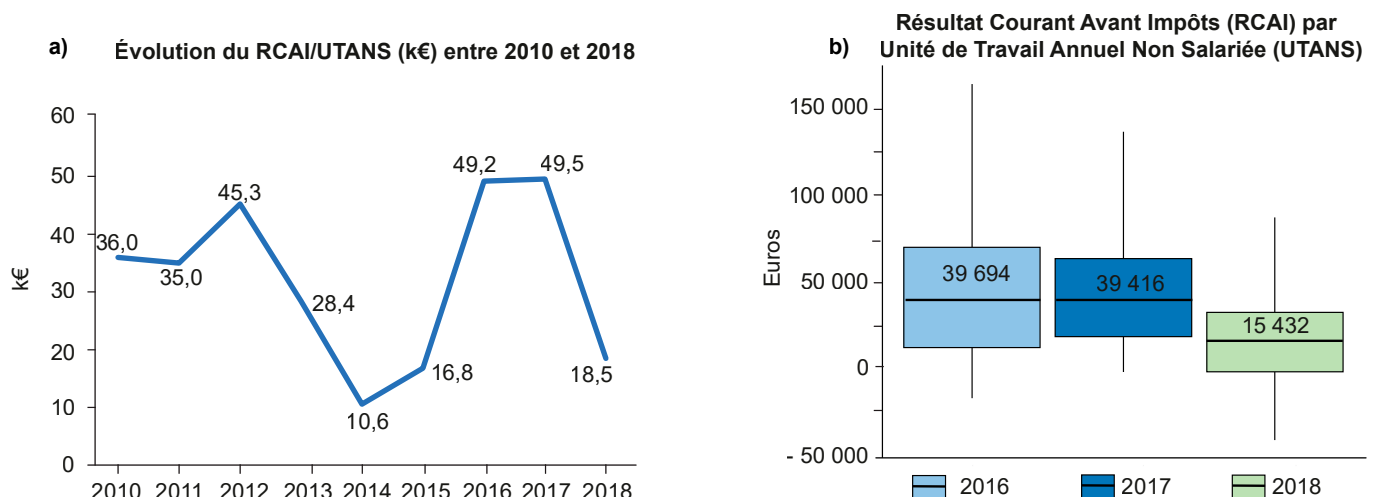 a) Évolution du RCAI/UTANS (k€) entre 2010 et 2018
k€
60
50
40
30
20
10
0
36,0
35,0
45,3
28,4
10,6
16,8
49,2
49,5
18,5
2010 2011 2012 2013 2014 2015 2016 2017 2018
b) Résultat Courant Avant Impôts (RCAI) par
Unité de Travail Annuel Non Salariée (UTANS)
Euros
150 000
100 000
50 000
0
- 50 000
39 694
39 416
15 432
2016 2017 2018